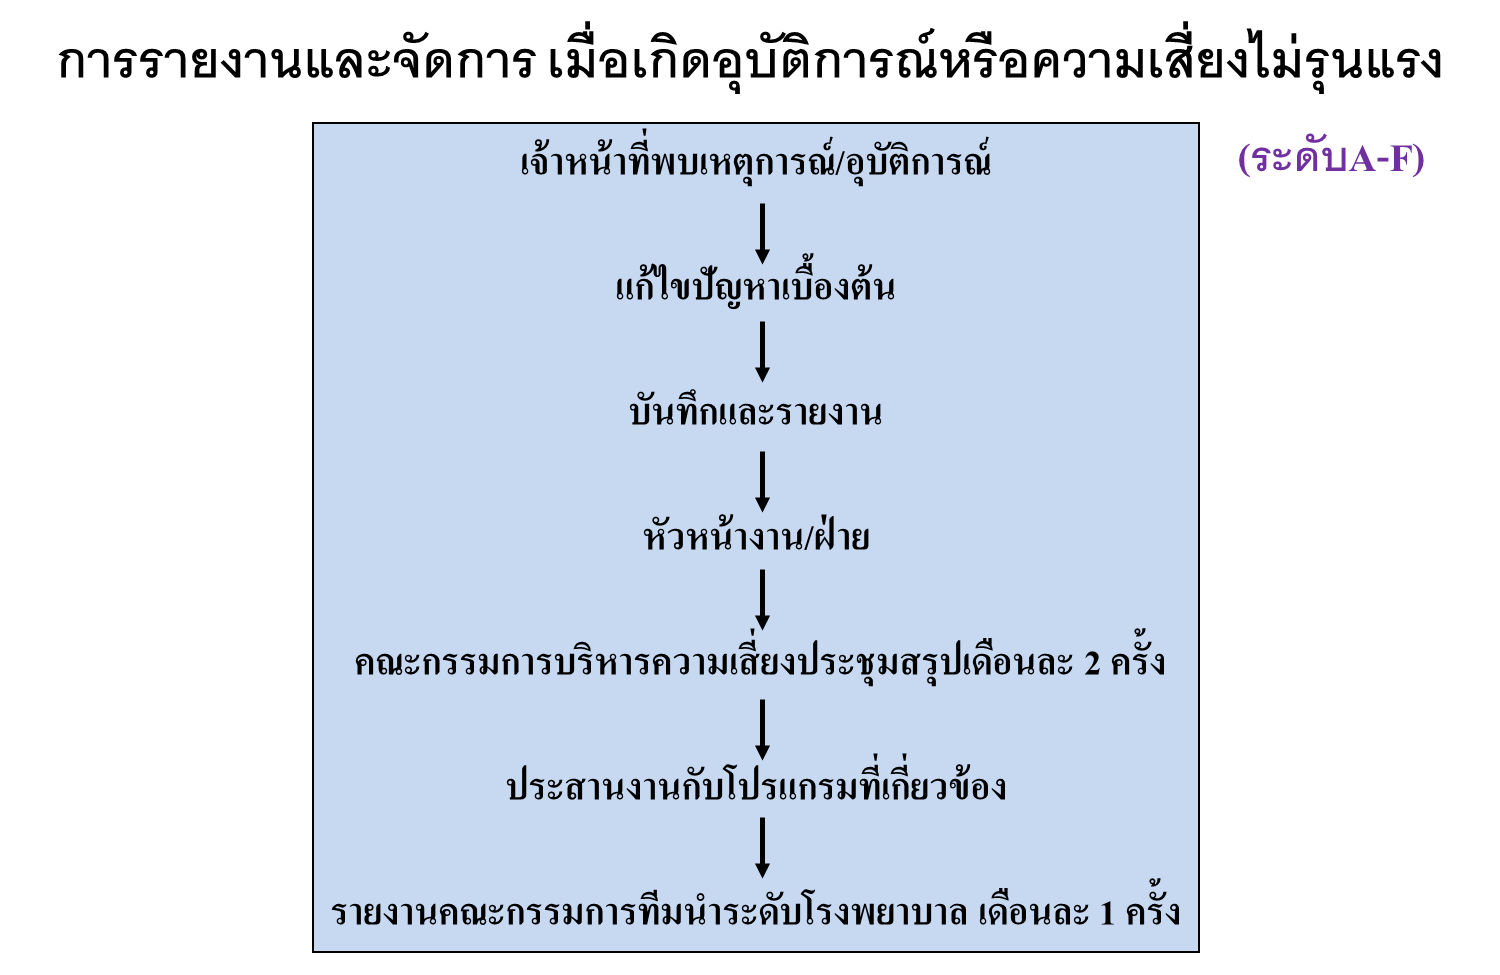 การรายงานและจัดการ เมื่อเกิดอุบัติการณ์หรือความเสี่ยงไม่รุนแรง
(ระดับA-F)
เจ้าหน้าที่พบเหตุการณ์/อุบัติการณ์
แก้ไขปัญหาเบื้องต้น
บันทึกและรายงาน
หัวหน้างาน/ฝ่าย
คณะกรรมการบริหารความเสี่ยงประชุมสรุปเดือนละ 2 ครั้ง
ประสานงานกับโปรแกรมที่เกี่ยวข้อง
รายงานคณะกรรมการทีมนำระดับโรงพยาบาล เดือนละ 1 ครั้ง